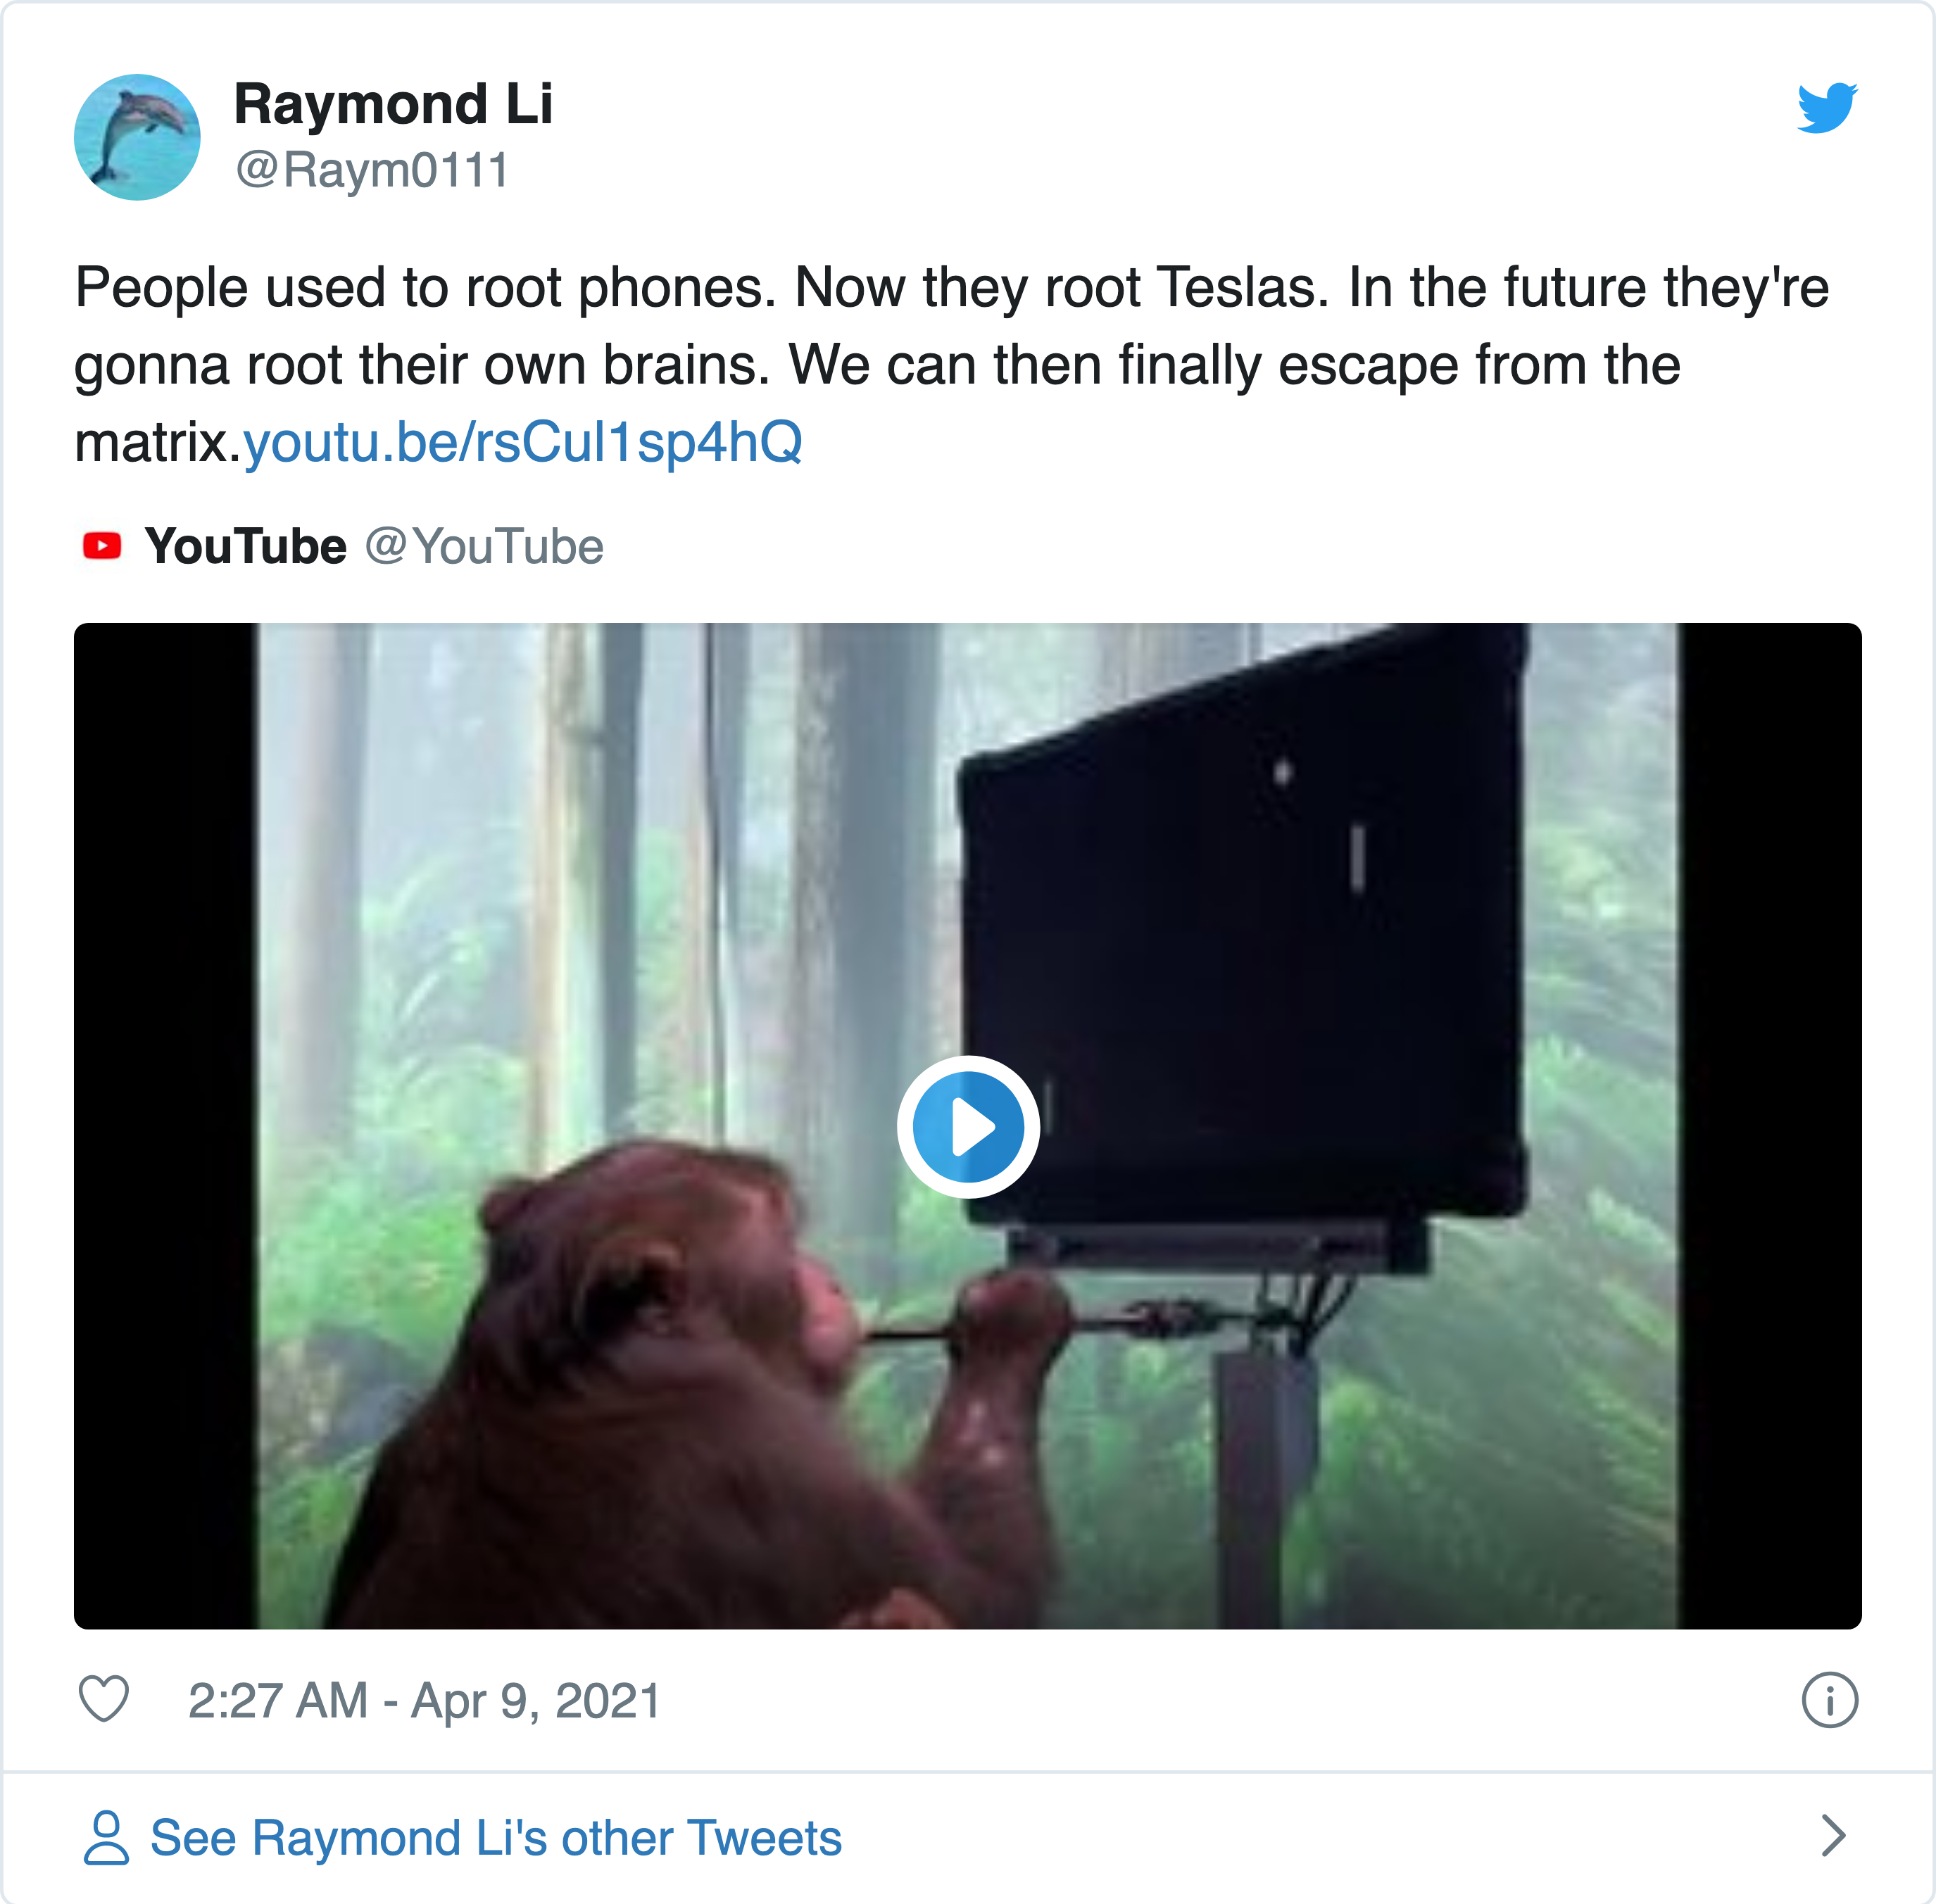 Raymond Li
@Raym0111
People used to root phones. Now they root Teslas. In the future they're
gonna root their own brains. We can then finally escape from the
matrix.youtu.be/rsCul1sp4hQ
YouTube @YouTube
2:27 AM - Apr 9, 2021
See Raymond Li's other Tweets